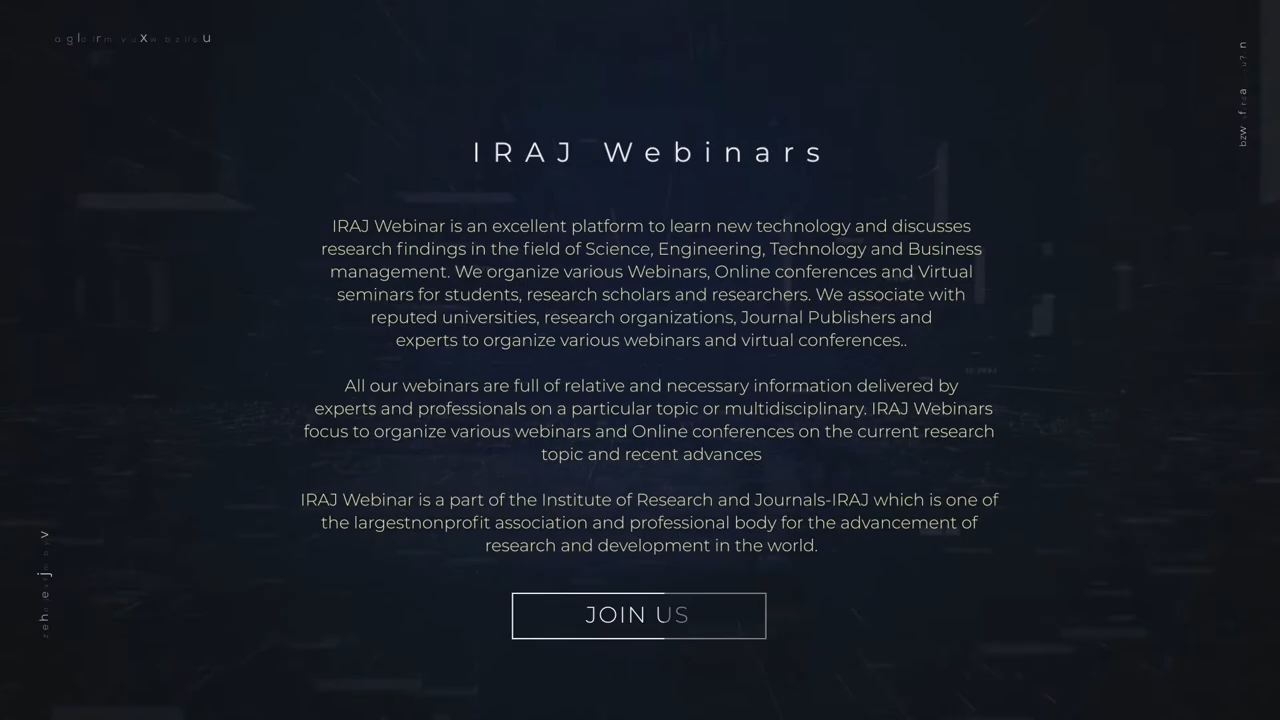 IRAJ Webinars
IRAJ Webinar is an excellent platform to learn new technology and discusses
research findings in the field of Science, Engineering, Technology and Business
management. We organize various Webinars, Online conferences and Virtual
seminars for students, research scholars and researchers. We associate with
reputed universities, research organizations, Journal Publishers and
experts to organize various webinars and virtual conferences..
All our webinars are full of relative and necessary information delivered by
experts and professionals on a particular topic or multidisciplinary. IRAJ Webinars
focus to organize various webinars and Online conferences on the current research
topic and recent advances
IRAJ Webinar is a part of the Institute of Research and Journals-IRAJ which is one of
the largestnonprofit association and professional body for the advancement of
research and development in the world.
JOIN US